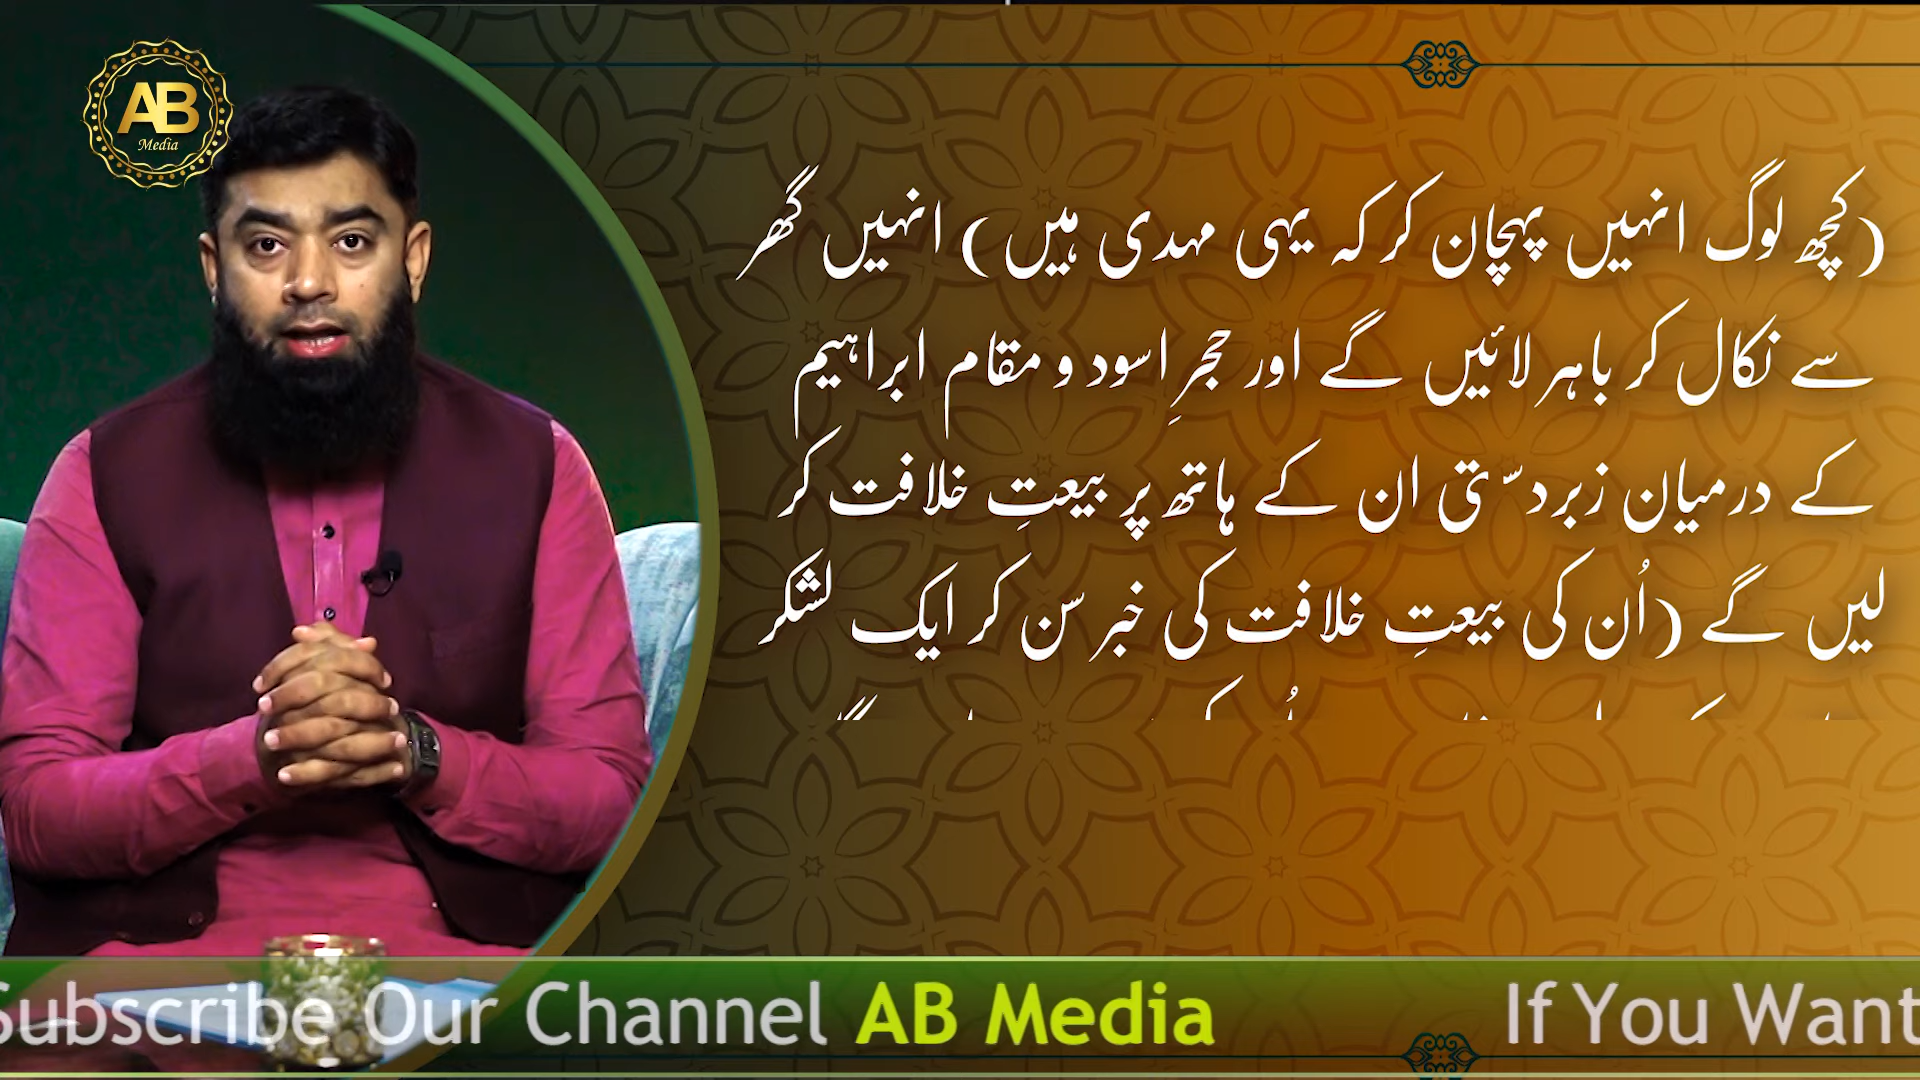 AB
Media
(کچھ لوگ انہیں پہچان کر کہ یہی مہدی ہیں) انہیں گھر
سے نکال کر باہر لائیں گے اور حجرِ اسود و مقام ابراہیم
کے درمیان زبردستّی ان کے ہاتھ پر بیعتِ خلافت کر
لیں گے (اُن کی بیعتِ خلافت کی خبر سن کر ایک لشکر
Subscribe Our Channel AB Media If You Want